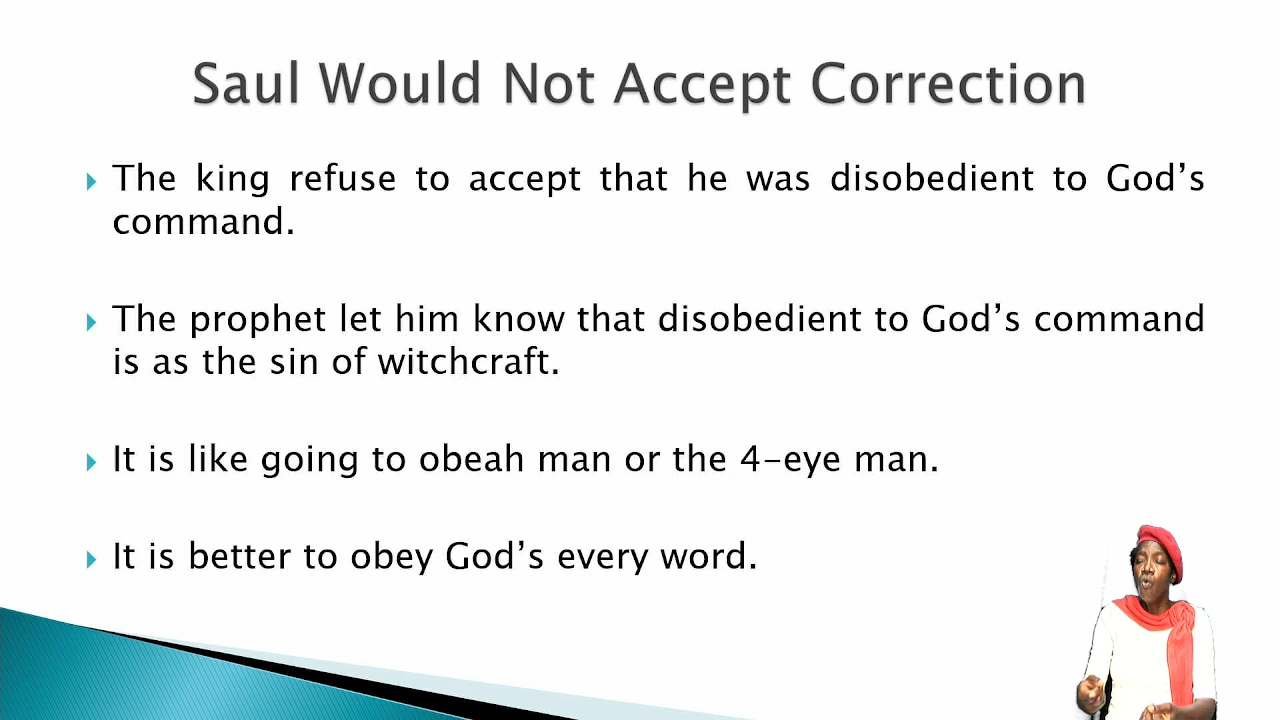 Saul Would Not Accept Correction
The king refuse to accept that he was disobedient to God’s
command.
The prophet let him know that disobedient to God’s command
is as the sin of witchcraft.
It is like going to obeah man or the 4-eye man.
It is better to obey God’s every word.